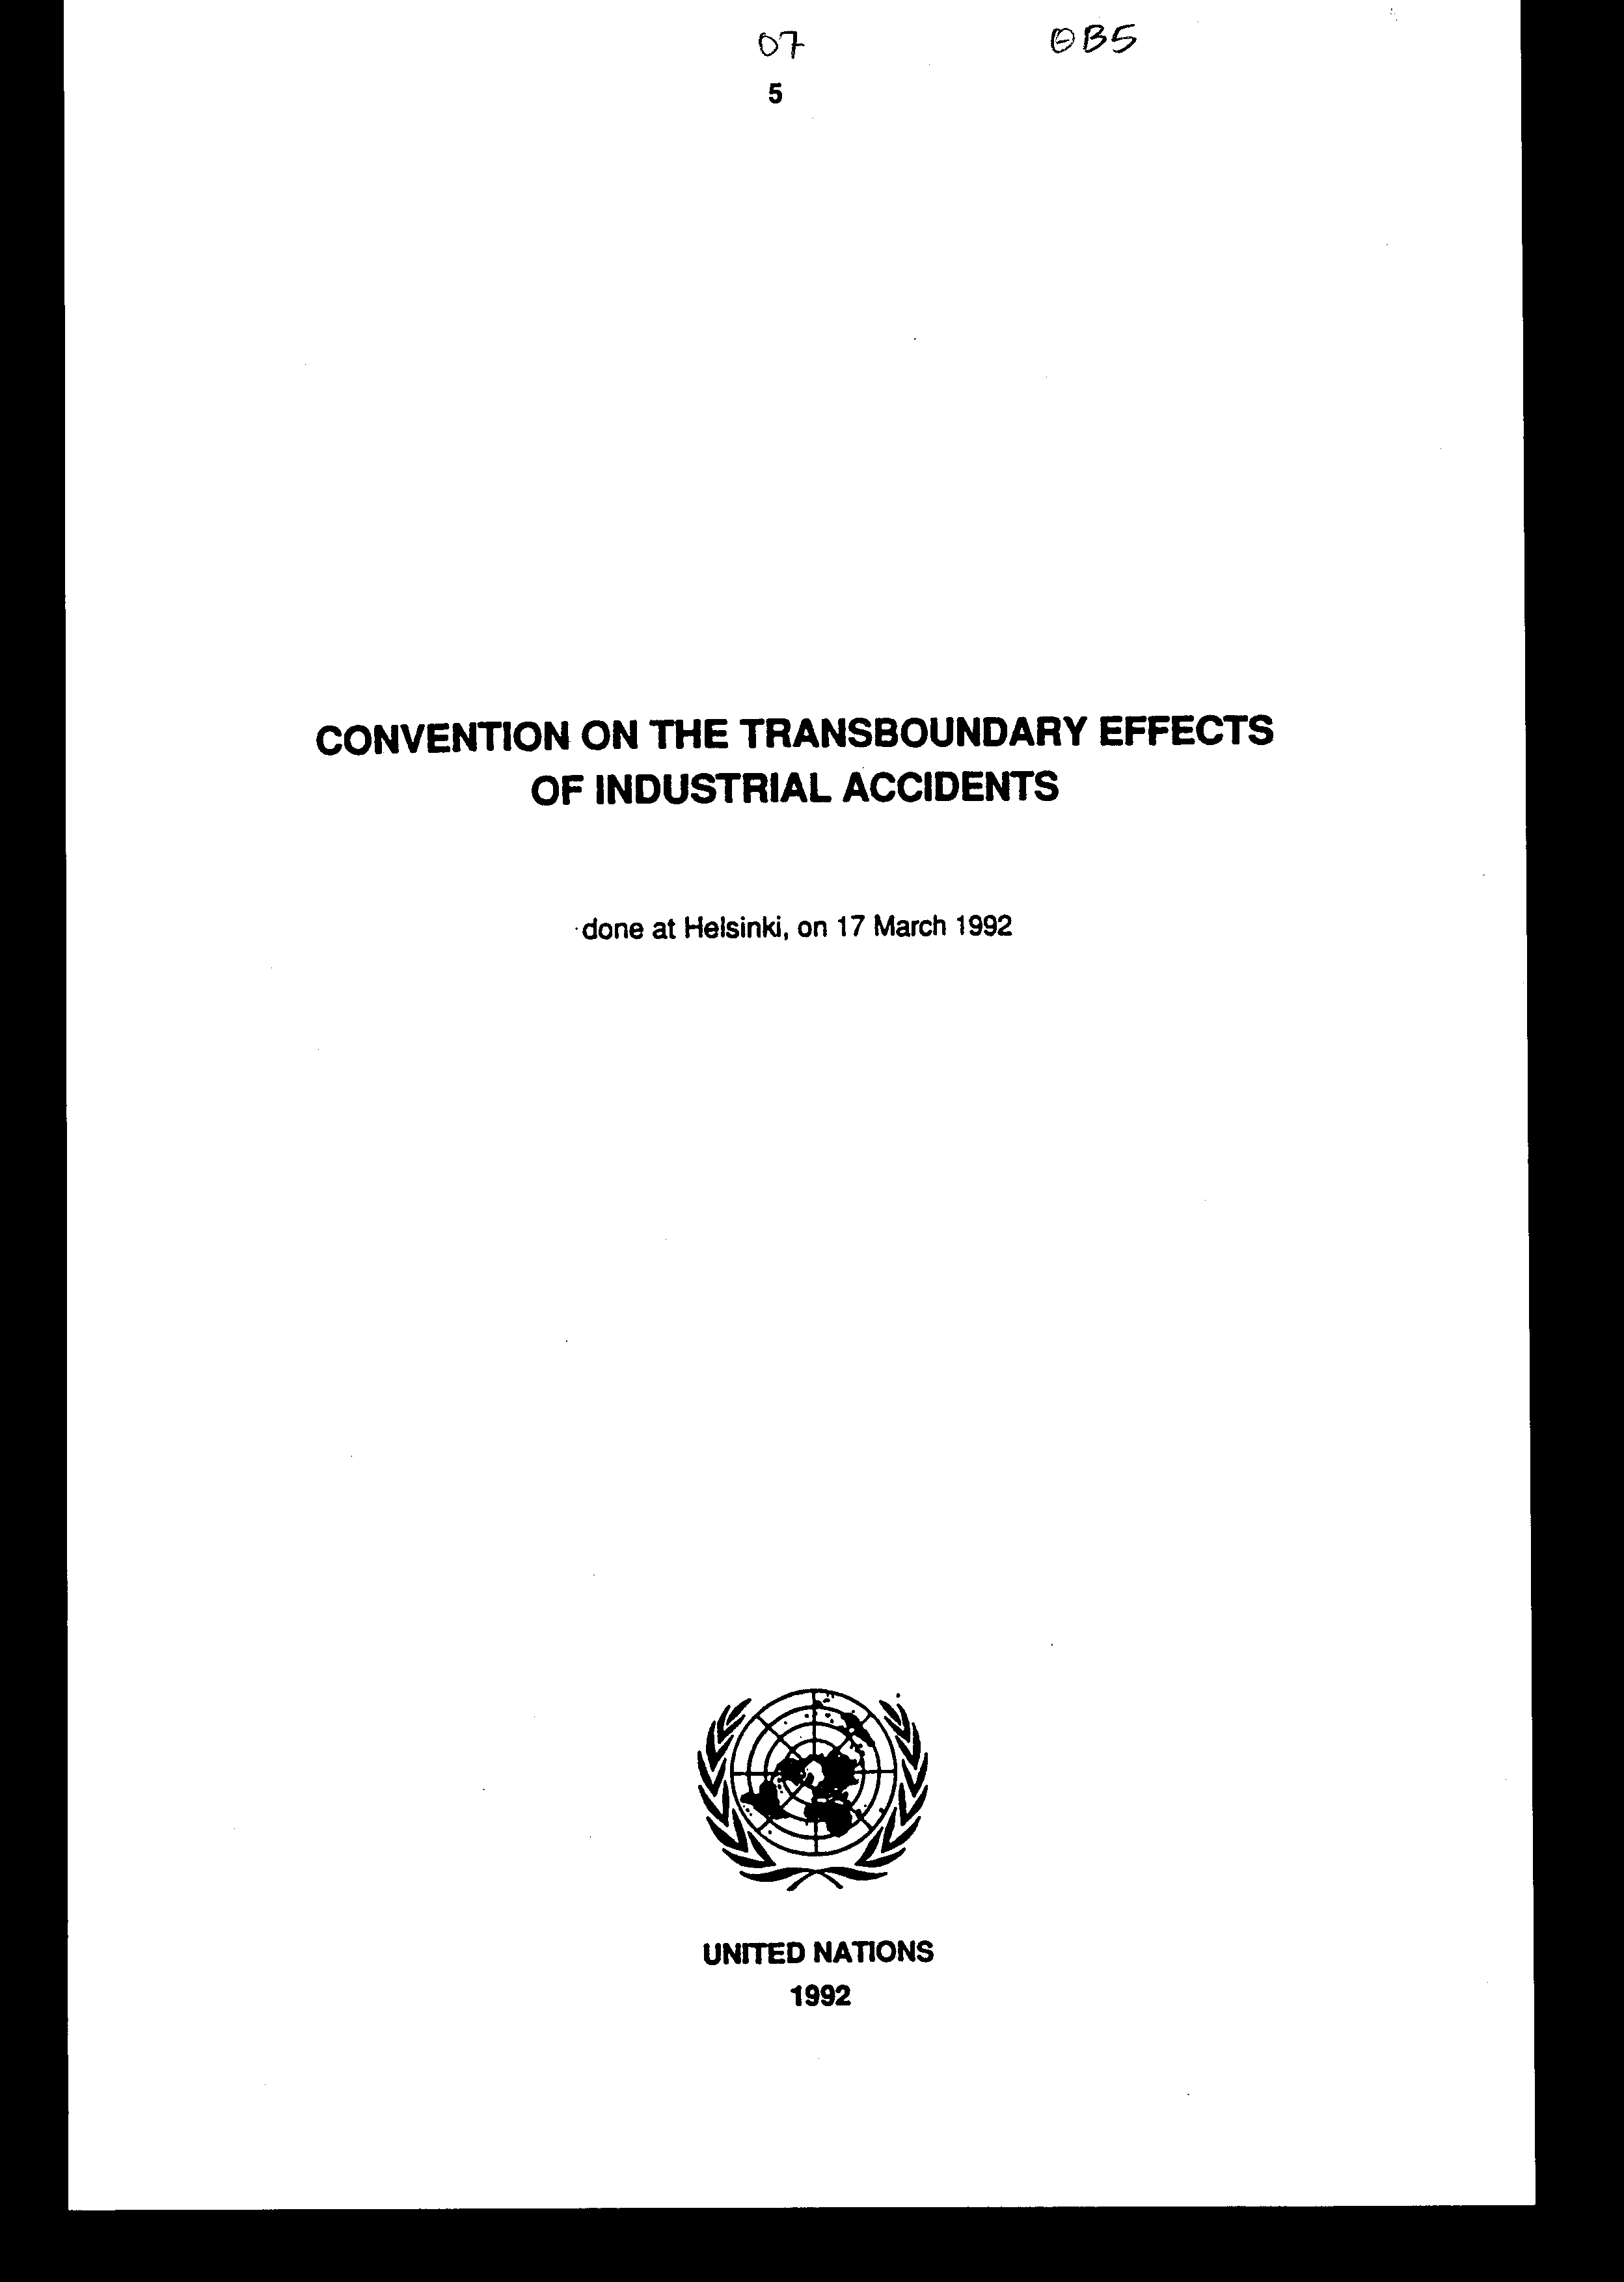 07
5
CONVENTION ON THE TRANSBOUNDARY EFFECTS
OF INDUSTRIAL ACCIDENTS
done at Helsinki, on 17 March 1992
UNITED NATIONS
1992